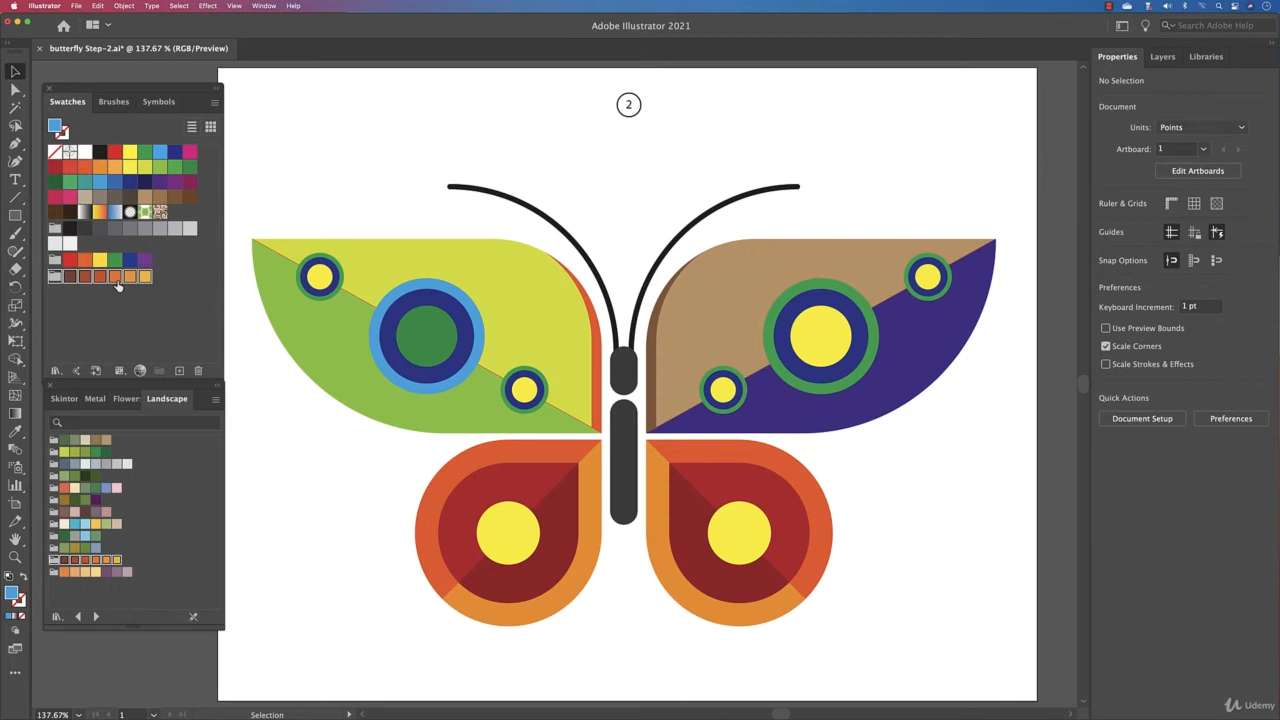 Illustrator File Edit Object Type Select Effect View Window Help
Adobe Illustrator 2021
Search Adobe Help
× butterfly Step-2.ai* @ 137.67 % (RGB/Preview)
Swatches Brushes Symbols
Skintor Metal Flower Landscape
2
Properties Layers Libraries
No Selection
Document
Units: Points
Artboard: 1
Edit Artboards
Ruler & Grids
Guides
Snap Options
Preferences
Keyboard Increment: 1 pt
Use Preview Bounds
Scale Corners
Scale Strokes & Effects
Quick Actions
Document Setup Preferences
137.67% 1 Selection
Udemy